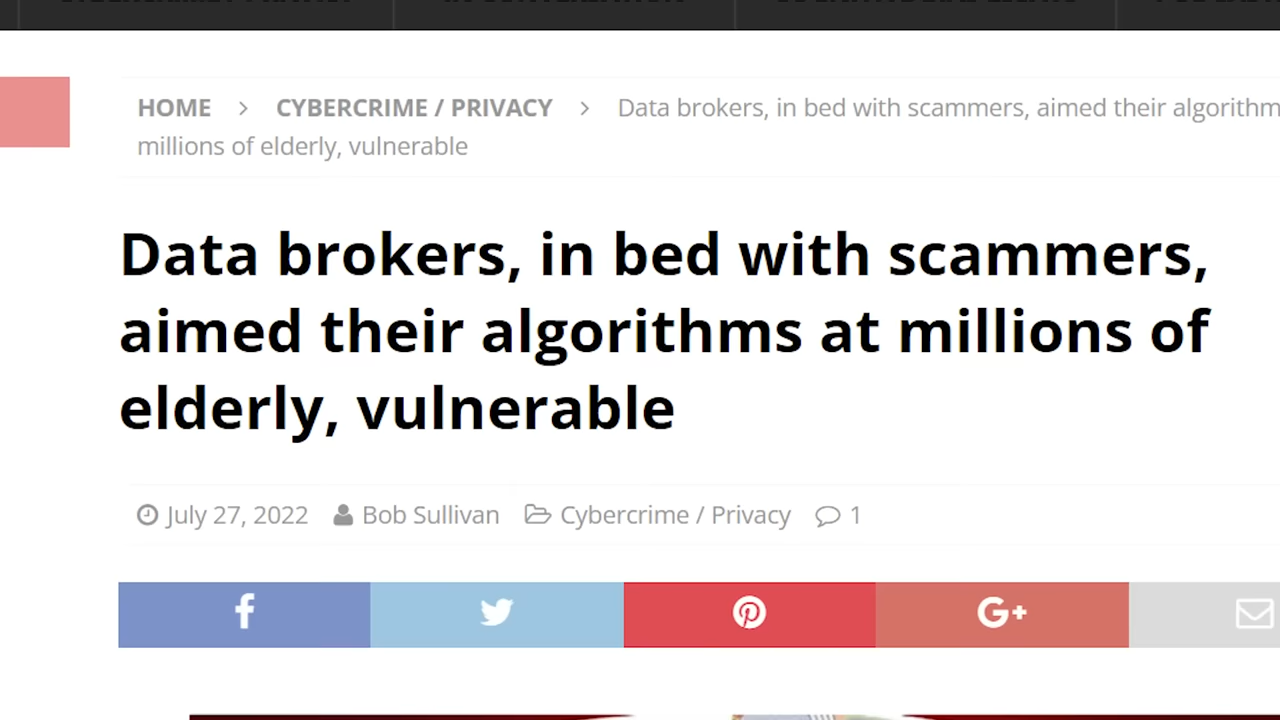 HOME > CYBERCRIME / PRIVACY > Data brokers, in bed with scammers, aimed their algorithm
millions of elderly, vulnerable
Data brokers, in bed with scammers,
aimed their algorithms at millions of
elderly, vulnerable
July 27, 2022 Bob Sullivan Cybercrime / Privacy 1
f G+